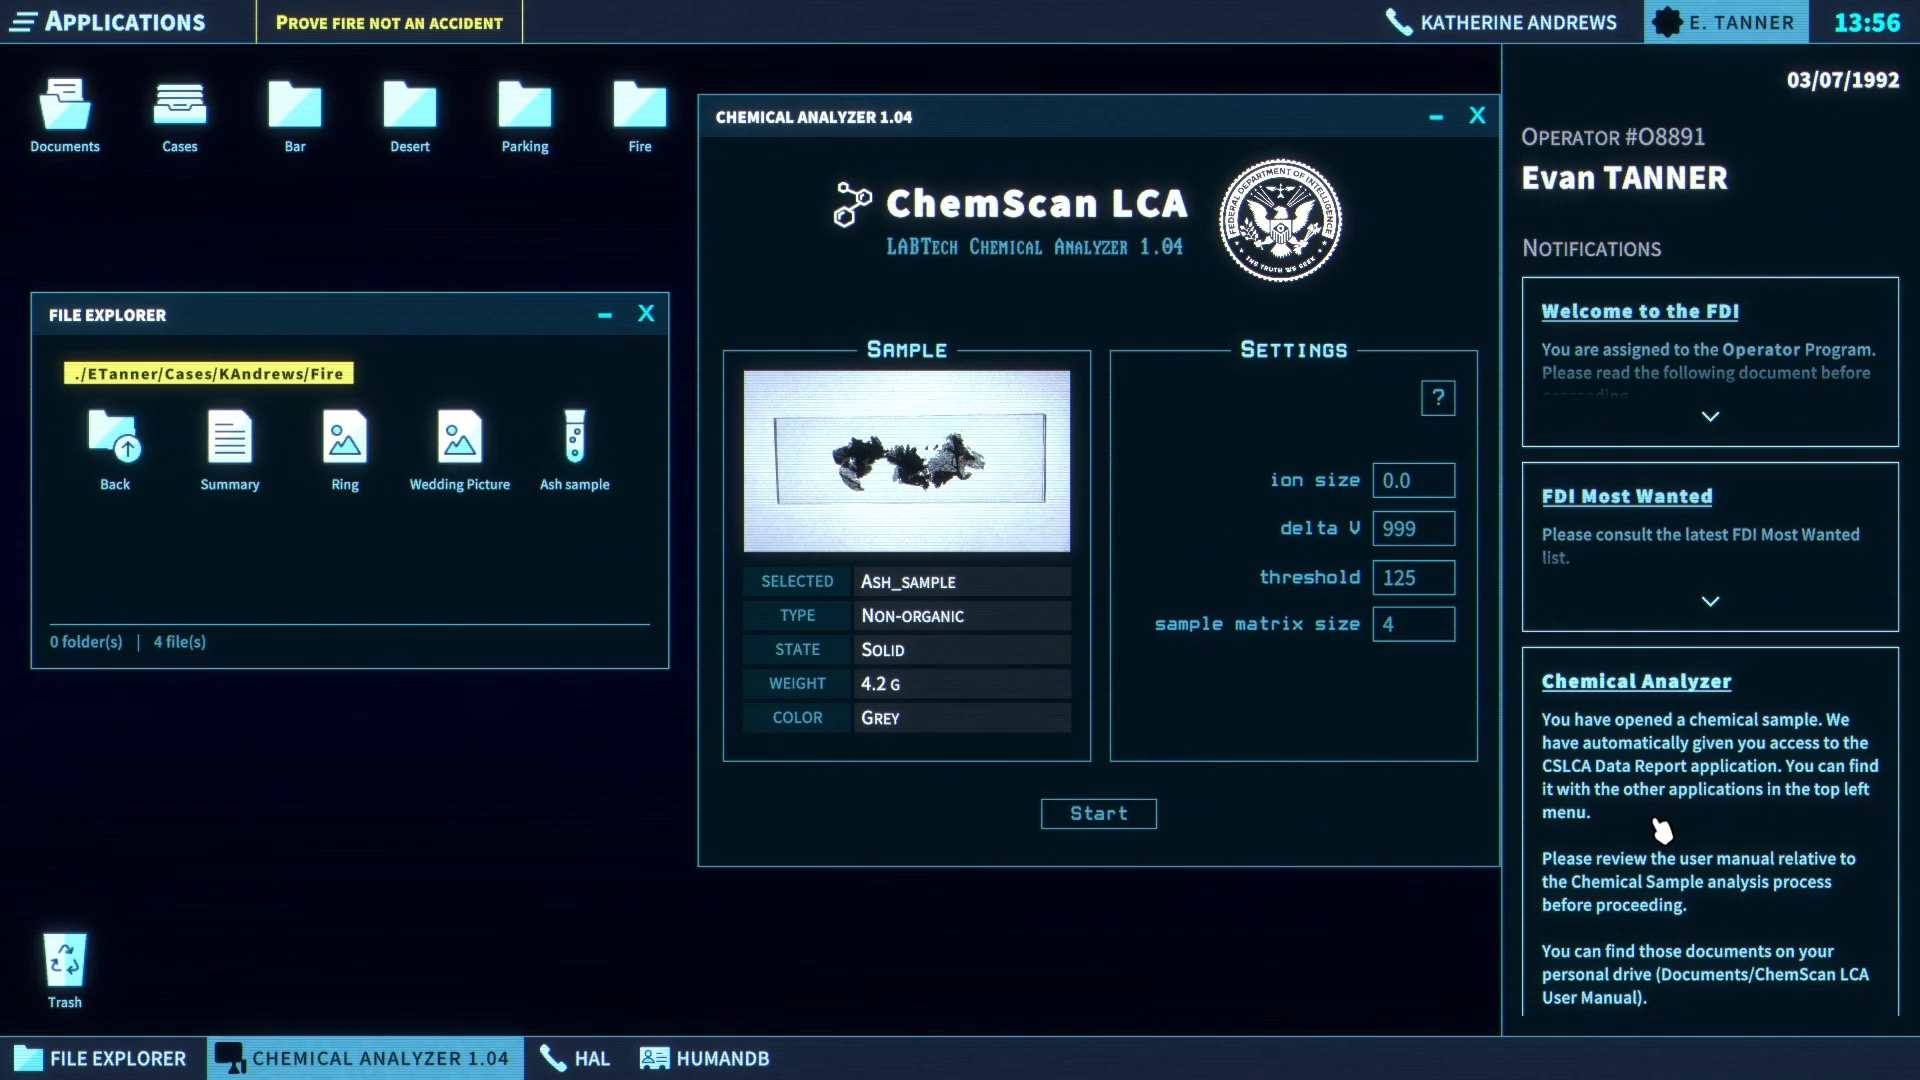 APPLICATIONS
PROVE FIRE NOT AN ACCIDENT
KATHERINE ANDREWS
E. TANNER
13:56
Documents
Cases
Bar
Desert
Parking
Fire
FILE EXPLORER
./ETanner/Cases/KAndrews/Fire
Back
Summary
Ring
Wedding Picture
Ash sample
0 folder(s) | 4 file(s)
Trash
CHEMICAL ANALYZER 1.04
ChemScan LCA
LABTECH CHEMICAL ANALYZER 1.04
FEDERAL DEPARTMENT OF INTELLIGENCE
THE TRUTH WE SEEK
SAMPLE
SELECTED ASH_SAMPLE
TYPE NON-ORGANIC
STATE SOLID
WEIGHT 4.2 G
COLOR GREY
SETTINGS
?
ion size 0.0
delta V 999
threshold 125
sample matrix size 4
Start
03/07/1992
OPERATOR #O8891
Evan TANNER
NOTIFICATIONS
Welcome to the FDI
You are assigned to the Operator Program.
Please read the following document before
proceeding
FDI Most Wanted
Please consult the latest FDI Most Wanted
list.
Chemical Analyzer
You have opened a chemical sample. We
have automatically given you access to the
CSLCA Data Report application. You can find
it with the other applications in the top left
menu.
Please review the user manual relative to
the Chemical Sample analysis process
before proceeding.
You can find those documents on your
personal drive (Documents/ChemScan LCA
User Manual).
FILE EXPLORER
CHEMICAL ANALYZER 1.04
HAL
HUMANDB